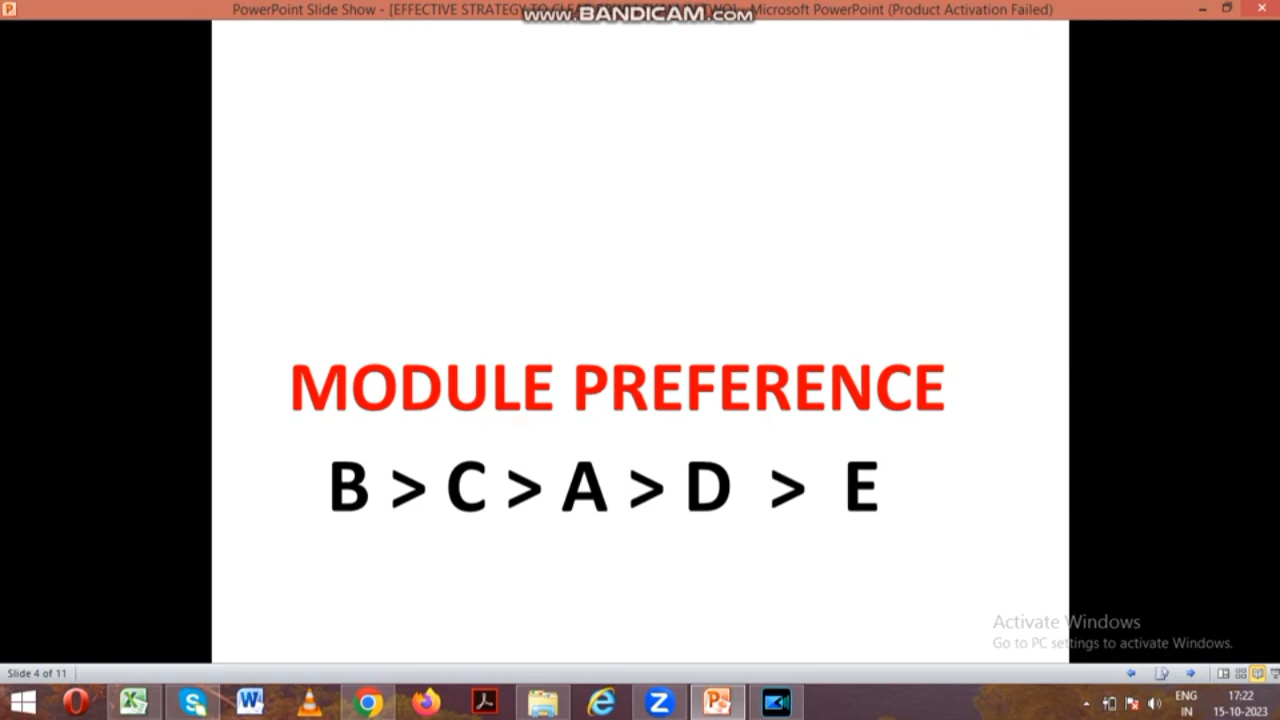 PowerPoint Slide Show - [EFFECTIVE STRATEGY TO - Microsoft PowerPoint (Product Activation Failed)
www.BANDICAM.com
MODULE PREFERENCE
B > C > A > D > E
Activate Windows
Go to PC settings to activate Windows.
Slide 4 of 11
ENG 17:22
IN 15-10-2023